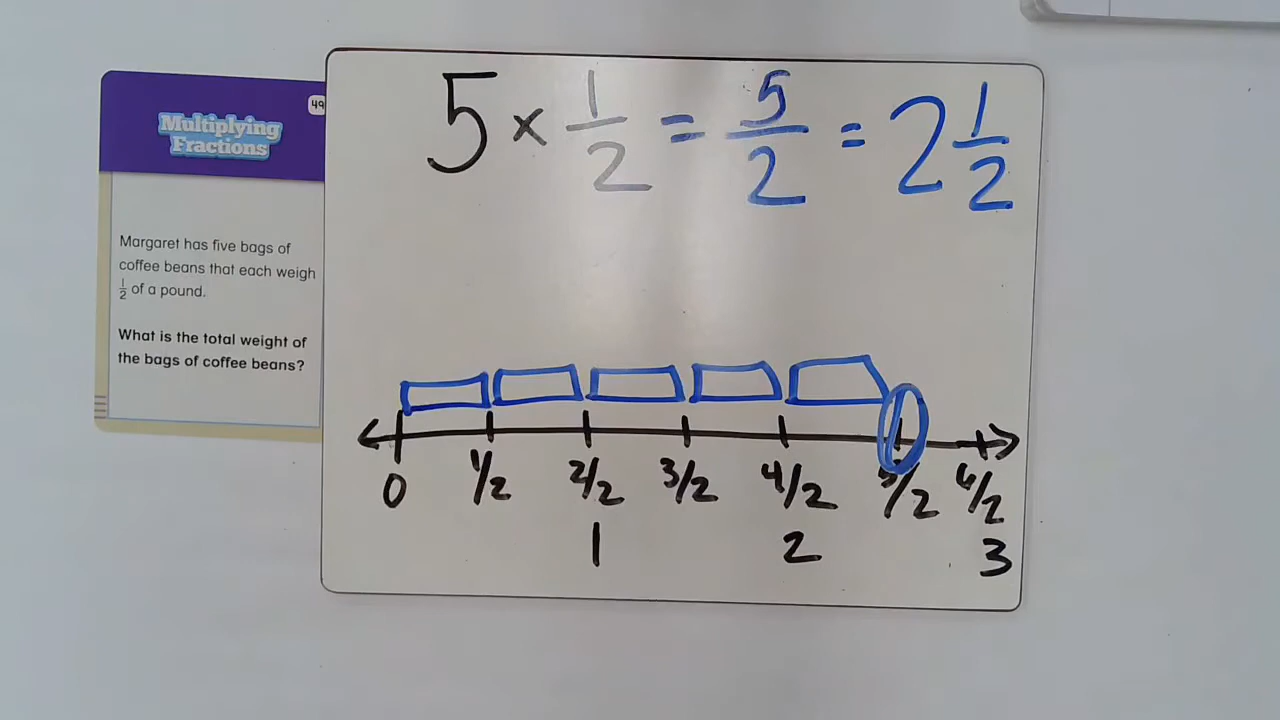 49
Multiplying
Fractions
Margaret has five bags of
coffee beans that each weigh
1/2 of a pound.
What is the total weight of
the bags of coffee beans?
5 × 1/2 = 5/2 = 2 1/2
0 1/2 2/2 3/2 4/2 5/2 6/2
1 2 3